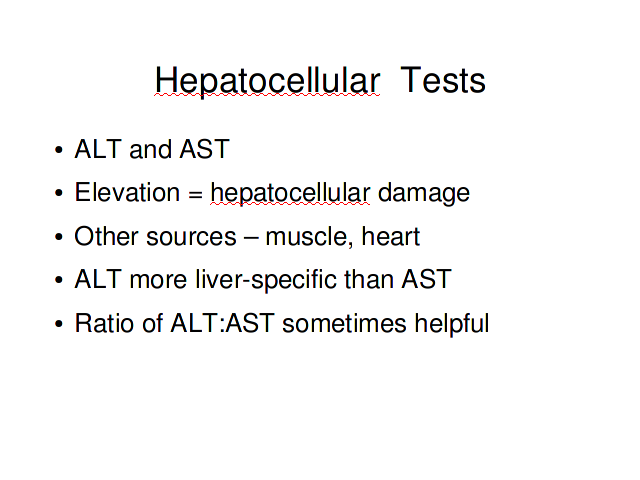 Hepatocellular  Tests
• ALT and AST
• Elevation = hepatocellular damage
• Other sources – muscle, heart
• ALT more liver-specific than AST
• Ratio of ALT:AST sometimes helpful